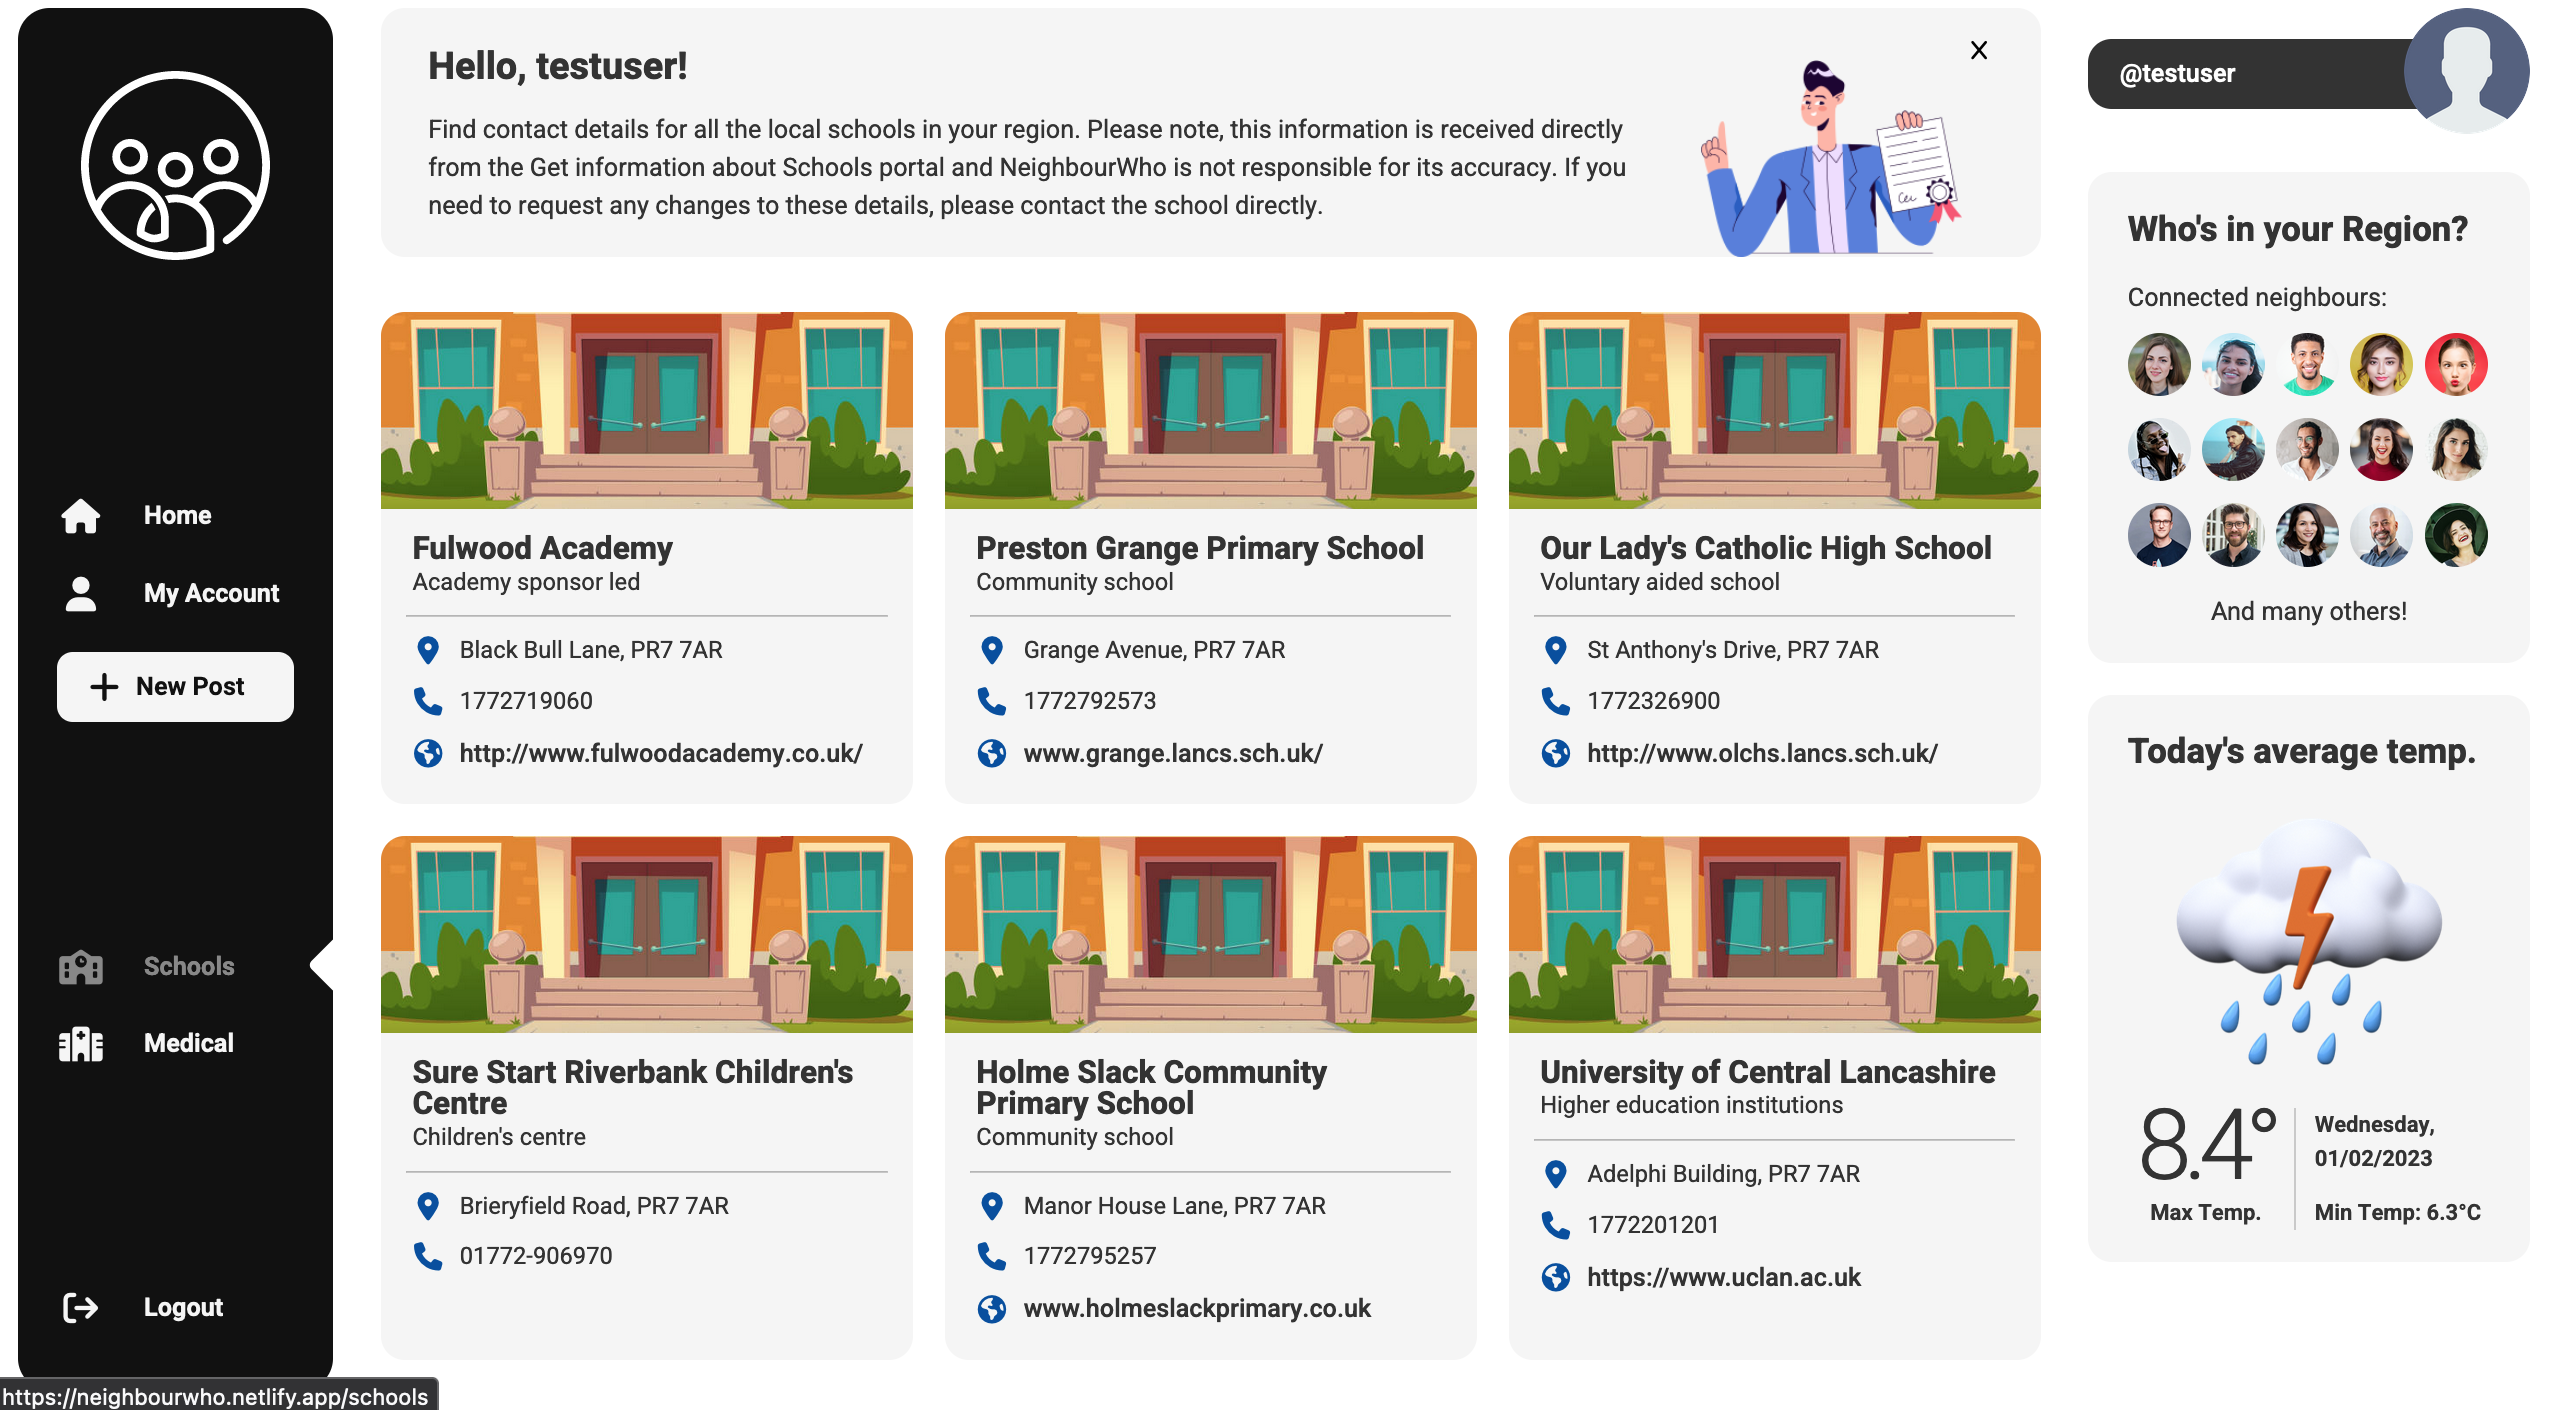 Home
My Account
New Post
Schools
Medical
Logout
Hello, testuser!
Find contact details for all the local schools in your region. Please note, this information is received directly
from the Get information about Schools portal and NeighbourWho is not responsible for its accuracy. If you
need to request any changes to these details, please contact the school directly.
X
Fulwood Academy
Academy sponsor led
Black Bull Lane, PR7 7AR
1772719060
http://www.fulwoodacademy.co.uk/
Preston Grange Primary School
Community school
Grange Avenue, PR7 7AR
1772792573
www.grange.lancs.sch.uk/
Our Lady's Catholic High School
Voluntary aided school
St Anthony's Drive, PR7 7AR
1772326900
http://www.olchs.lancs.sch.uk/
Sure Start Riverbank Children's
Centre
Children's centre
Brieryfield Road, PR7 7AR
01772-906970
Holme Slack Community
Primary School
Community school
Manor House Lane, PR7 7AR
1772795257
www.holmeslackprimary.co.uk
University of Central Lancashire
Higher education institutions
Adelphi Building, PR7 7AR
1772201201
https://www.uclan.ac.uk
@testuser
Who's in your Region?
Connected neighbours:
And many others!
Today's average temp.
8.4°
Max Temp.
Wednesday,
01/02/2023
Min Temp: 6.3°C
https://neighbourwho.netlify.app/schools